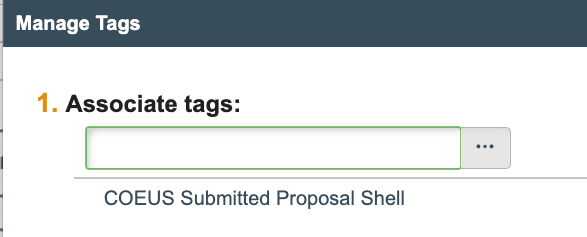 Manage Tags
1. Associate tags:
...
COEUS Submitted Proposal Shell